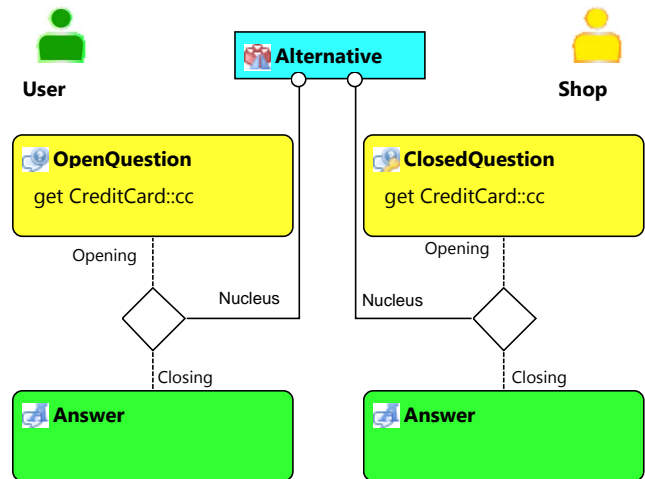 Alternative
User
Shop
OpenQuestion
get CreditCard::cc
ClosedQuestion
get CreditCard::cc
Opening
Opening
Nucleus
Nucleus
Closing
Closing
Answer
Answer